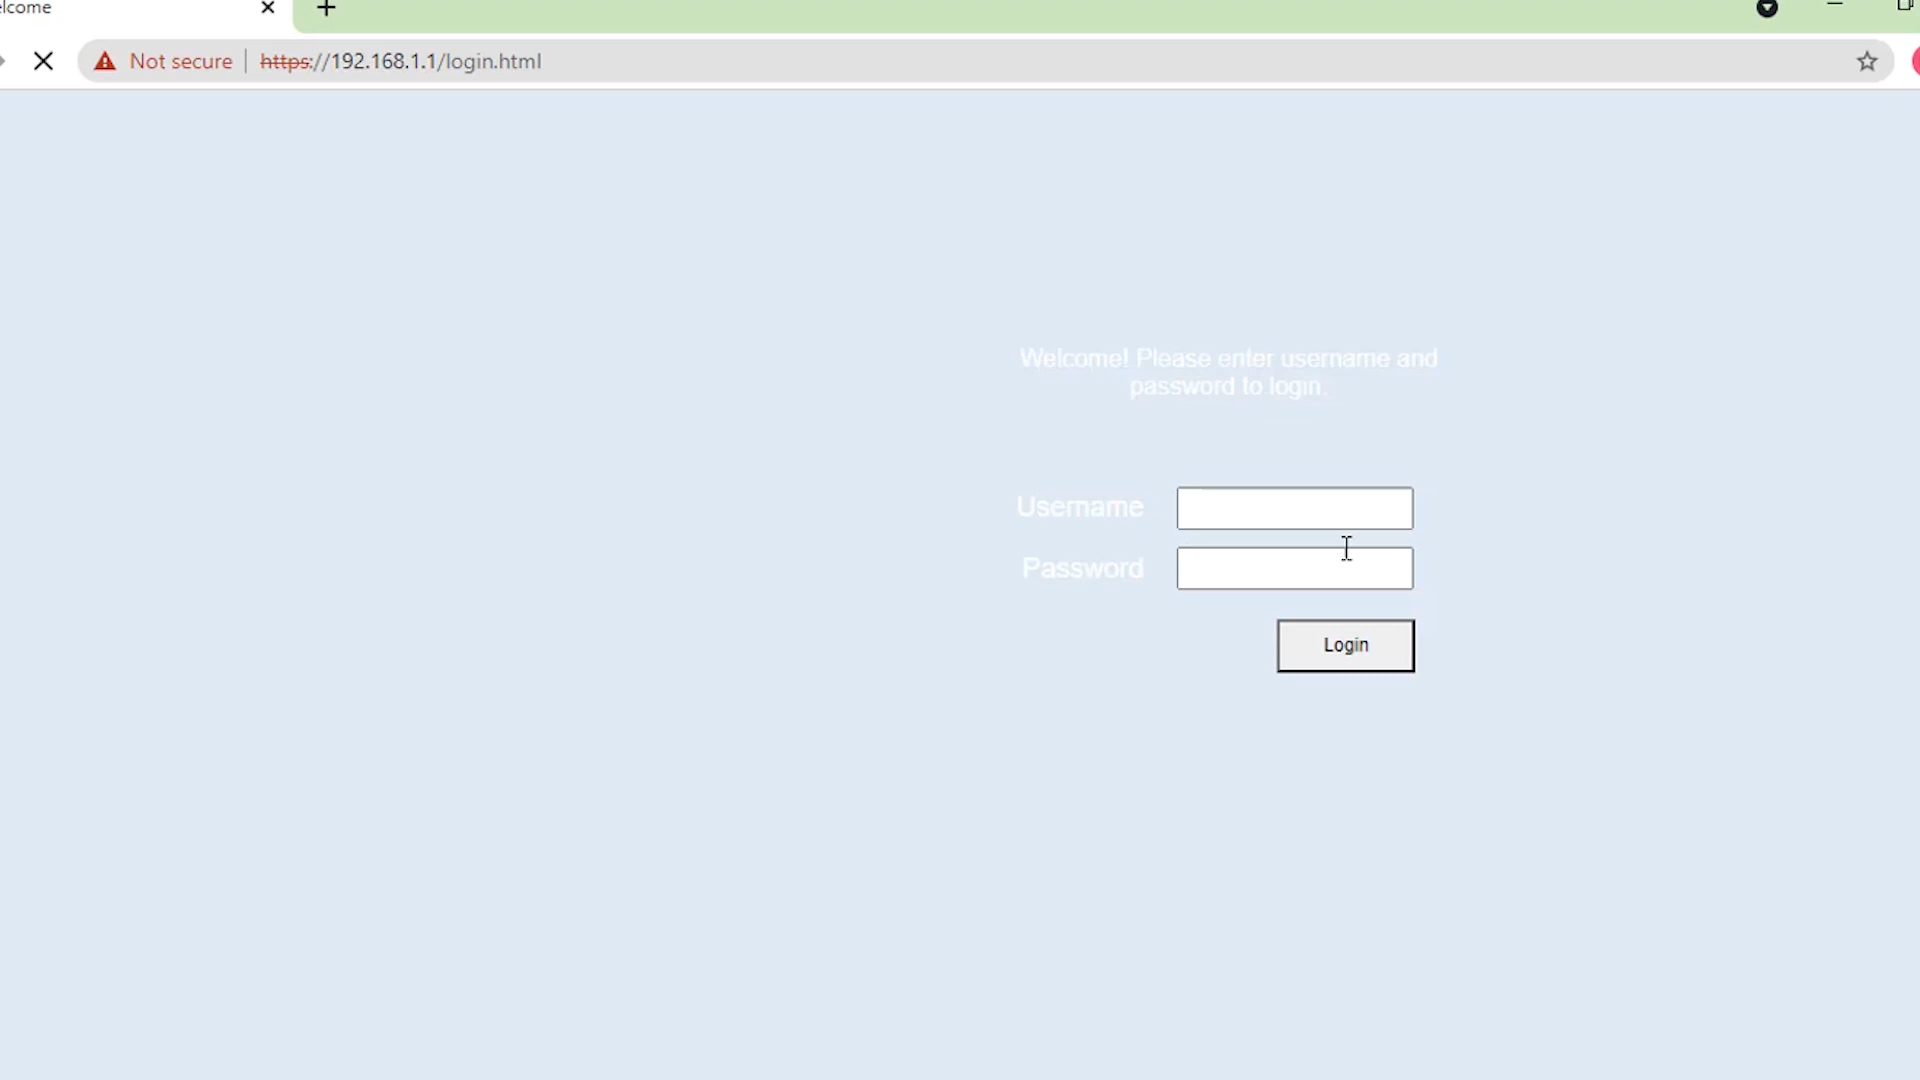 elcome
Not secure
https://192.168.1.1/login.html
Welcome! Please enter username and
password to login.
Username
Password
Login